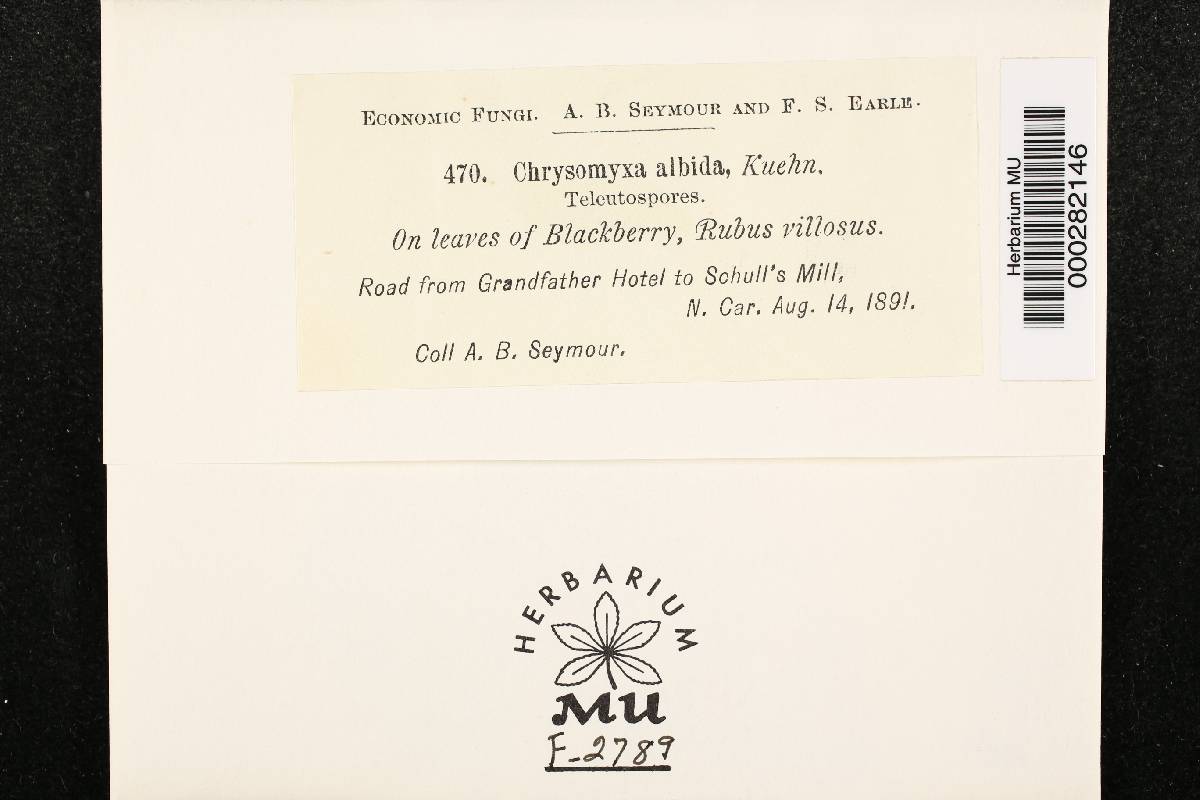 ECONOMIC FUNGI. A. B. SEYMOUR AND F. S. EARLE.
470. Chrysomyxa albida, Kuehn.
Teleutospores.
On leaves of Blackberry, Rubus villosus.
Road from Grandfather Hotel to Schull's Mill,
N. Car. Aug. 14, 1891.
Coll A. B. Seymour.
Herbarium MU
000282146
HERBARIUM
MU
F-2789